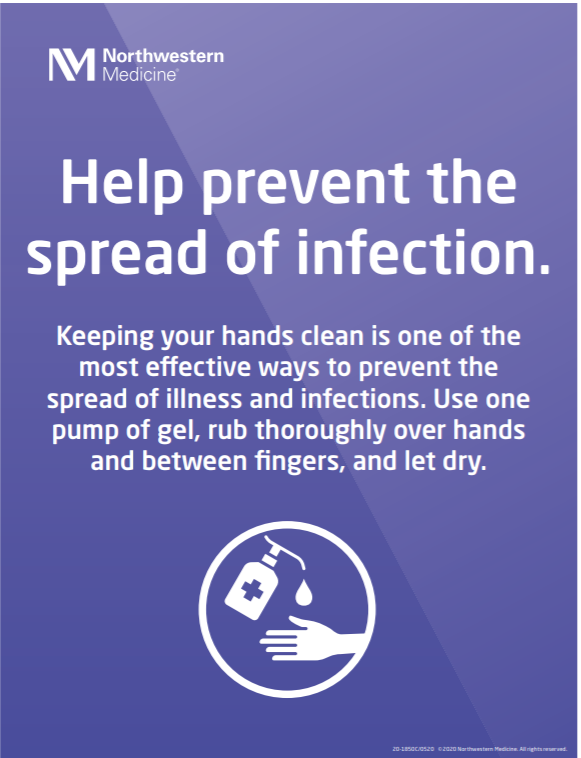 Northwestern
Medicine®
Help prevent the
spread of infection.
Keeping your hands clean is one of the
most effective ways to prevent the
spread of illness and infections. Use one
pump of gel, rub thoroughly over hands
and between fingers, and let dry.
20-1850C/0520 ©2020 Northwestern Medicine. All rights reserved.